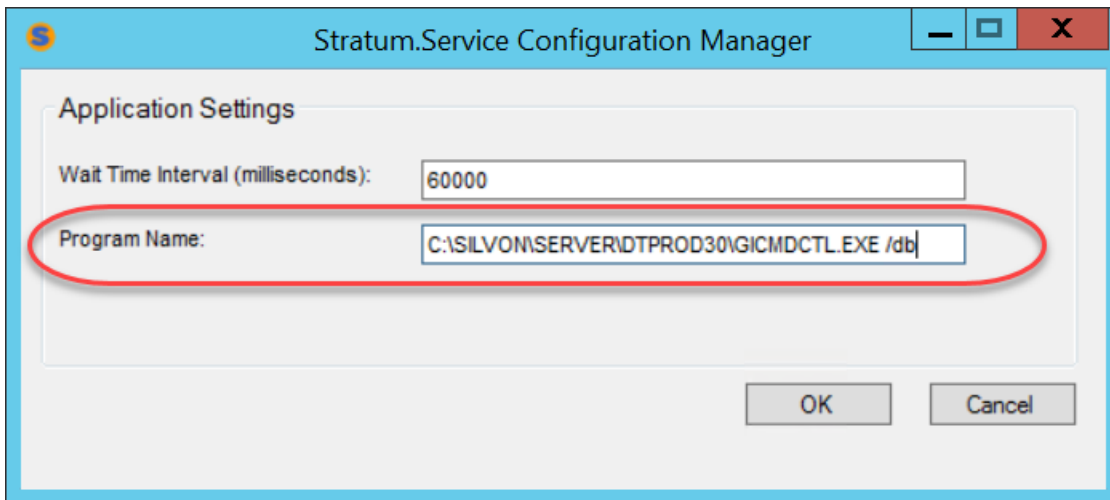 S
Stratum.Service Configuration Manager
Application Settings
Wait Time Interval (milliseconds): 60000
Program Name: C:\SILVON\SERVER\DTPROD30\GICMDCTL.EXE /db
OK Cancel